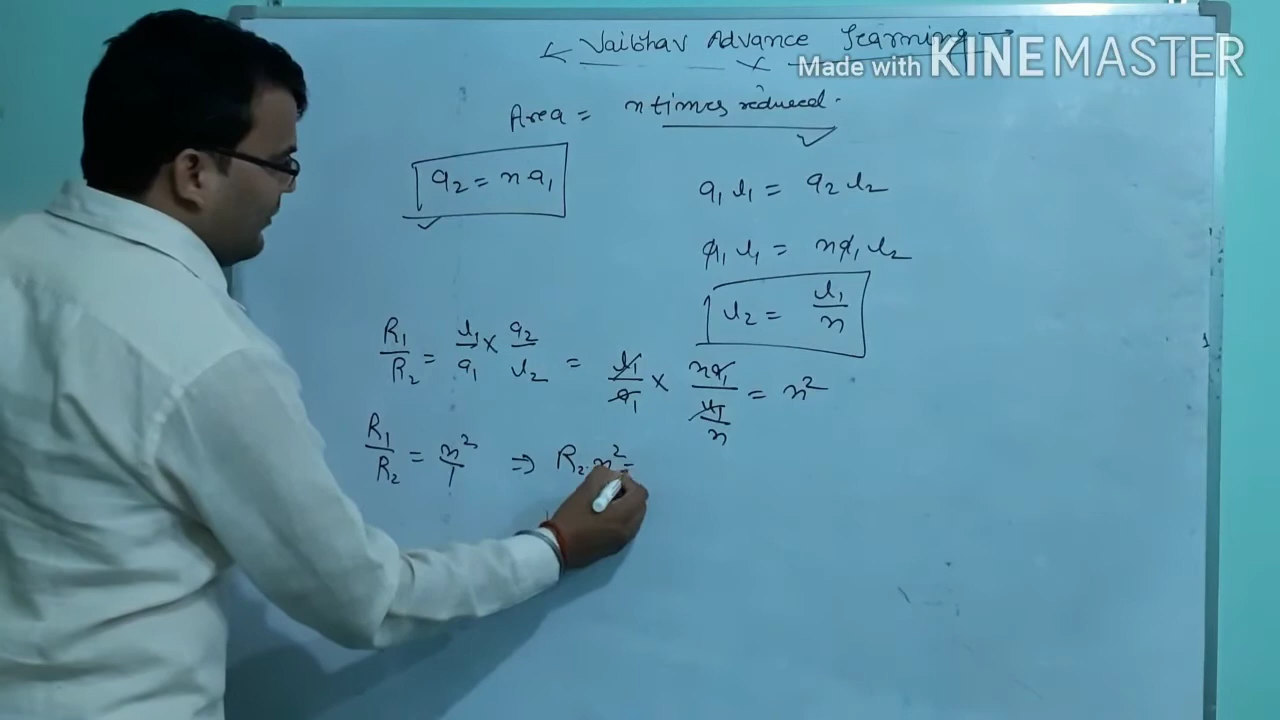 ← Vaibhav Advance Learning →
Made with KINEMASTER
Area = n times reduced.
a₂ = n a₁
a₁ l₁ = a₂ l₂
a₁ l₁ = n a₁ l₂
l₂ = l₁/n
R₁/R₂ = l₁/a₁ × a₂/l₂ = l₁/a₁ × n a₁/(l₁/n) = n²
R₁/R₂ = n²/1 ⇒ R₂ · n² =